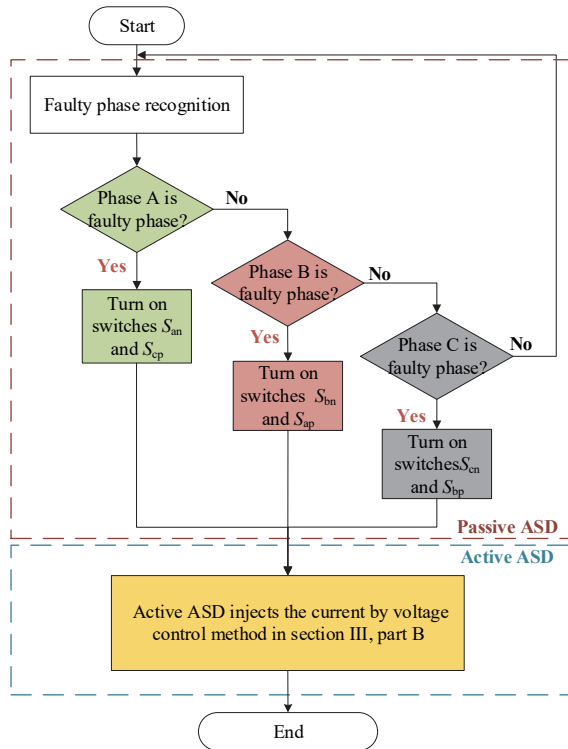 Start
Faulty phase recognition
Phase A is
faulty phase?
No
Yes
Turn on
switches San
and Scp
Phase B is
faulty phase?
No
Yes
Turn on
switches Sbn
and Sap
Phase C is
faulty phase?
No
Yes
Turn on
switchesScn
and Sbp
Passive ASD
Active ASD
Active ASD injects the current by voltage
control method in section III, part B
End